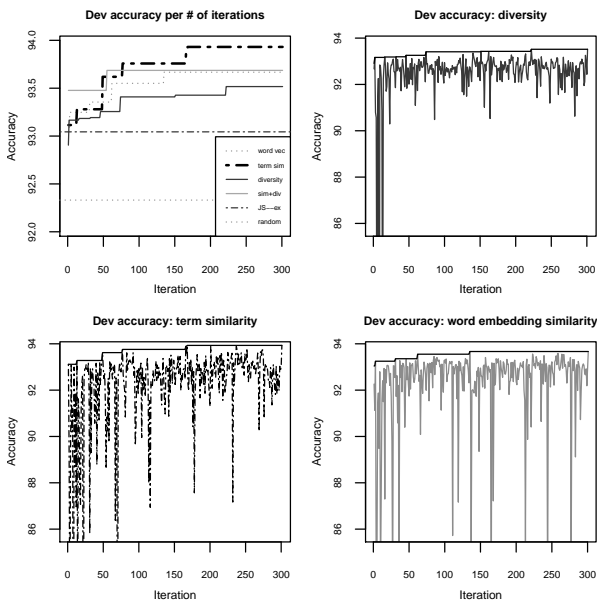 Dev accuracy per # of iterations
Accuracy
94.0
93.5
93.0
92.5
92.0
word vec
term sim
diversity
sim+div
JS−−ex
random
0 50 100 150 200 250 300
Iteration
Dev accuracy: diversity
Accuracy
94
92
90
88
86
0 50 100 150 200 250 300
Iteration
Dev accuracy: term similarity
Accuracy
94
92
90
88
86
0 50 100 150 200 250 300
Iteration
Dev accuracy: word embedding similarity
Accuracy
94
92
90
88
86
0 50 100 150 200 250 300
Iteration